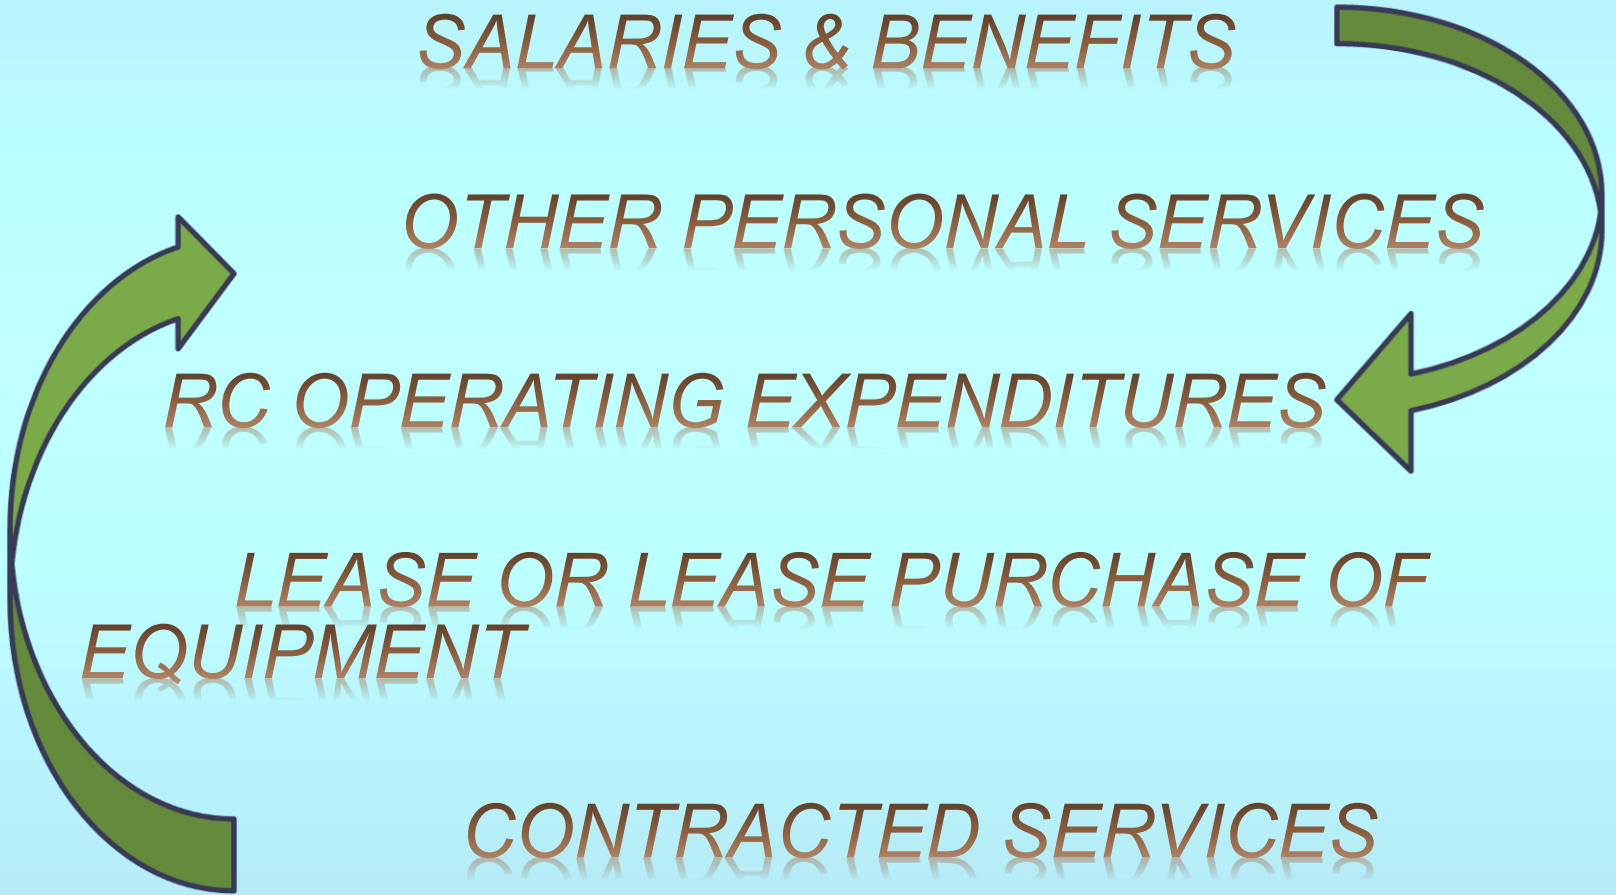 SALARIES & BENEFITS
OTHER PERSONAL SERVICES
RC OPERATING EXPENDITURES
LEASE OR LEASE PURCHASE OF
EQUIPMENT
CONTRACTED SERVICES